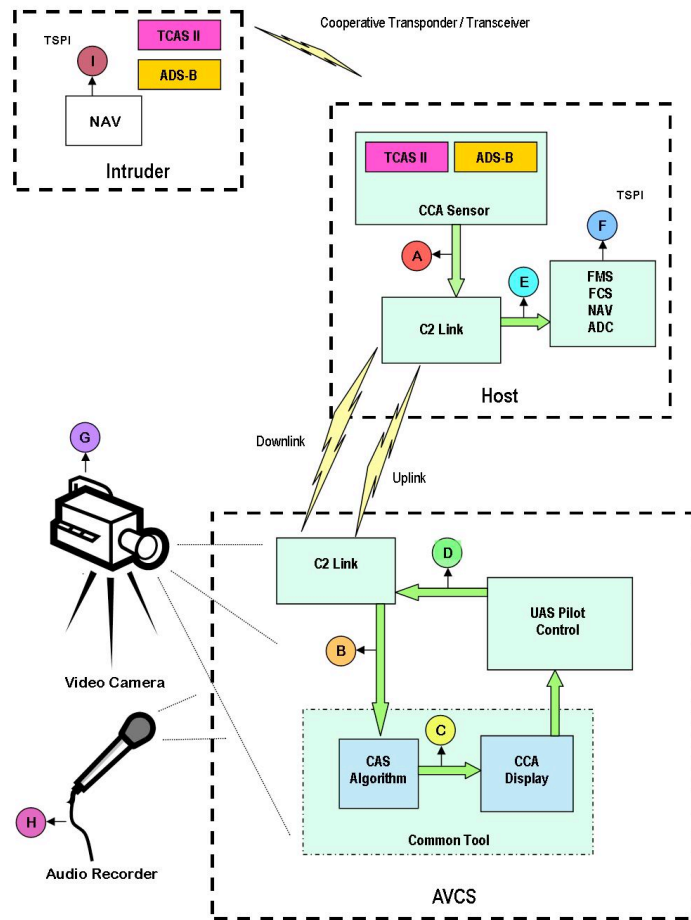 Cooperative Transponder / Transceiver
TCAS II
TSPI
I
ADS-B
NAV
Intruder
TCAS II
ADS-B
CCA Sensor
TSPI
A
F
E
FMS
FCS
NAV
ADC
C2 Link
Host
Downlink
G
Uplink
C2 Link
D
UAS Pilot
Control
B
Video Camera
C
CAS
Algorithm
CCA
Display
H
Common Tool
Audio Recorder
AVCS